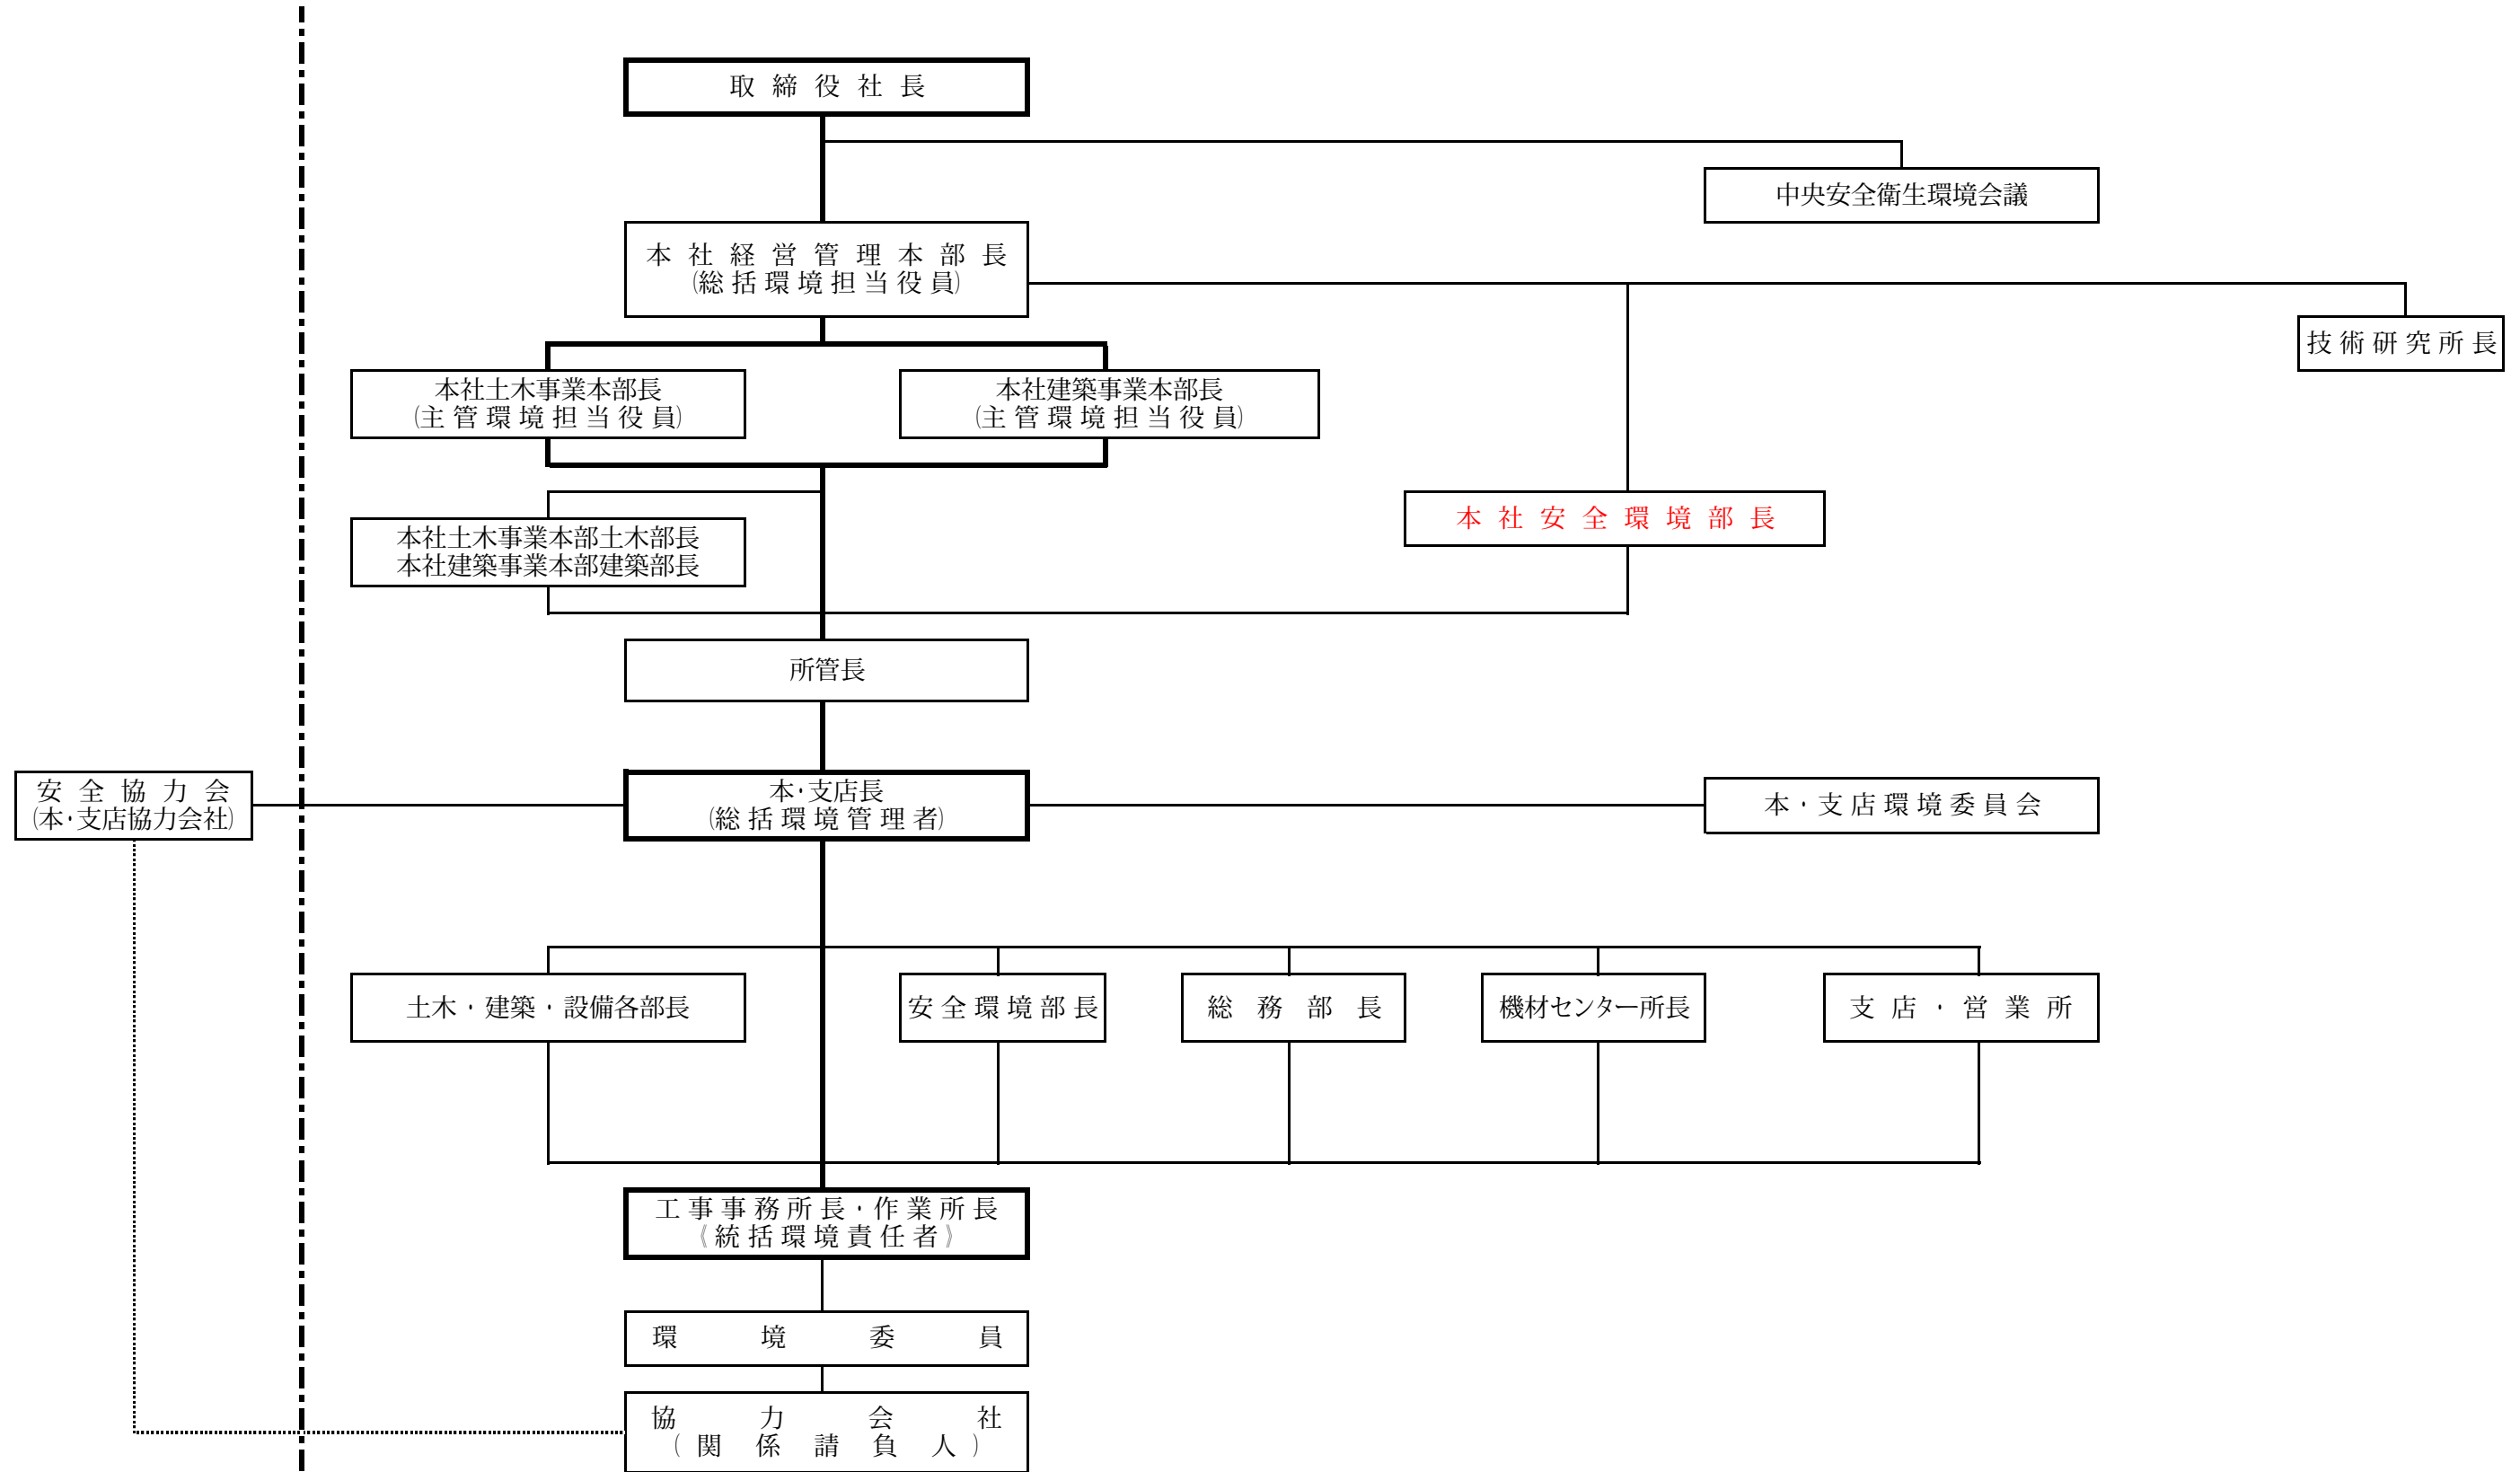 取締役社長
中央安全衛生環境会議
本社経営管理本部長
(総括環境担当役員)
技術研究所長
本社土木事業本部長
(主管環境担当役員)
本社建築事業本部長
(主管環境担当役員)
本社安全環境部長
本社土木事業本部土木部長
本社建築事業本部建築部長
所管長
安全協力会
(本・支店協力会社)
本・支店長
(総括環境管理者)
本・支店環境委員会
土木・建築・設備各部長
安全環境部長
総務部長
機材センター所長
支店・営業所
工事事務所長・作業所長
《統括環境責任者》
環境委員
協力会社
(関係請負人)